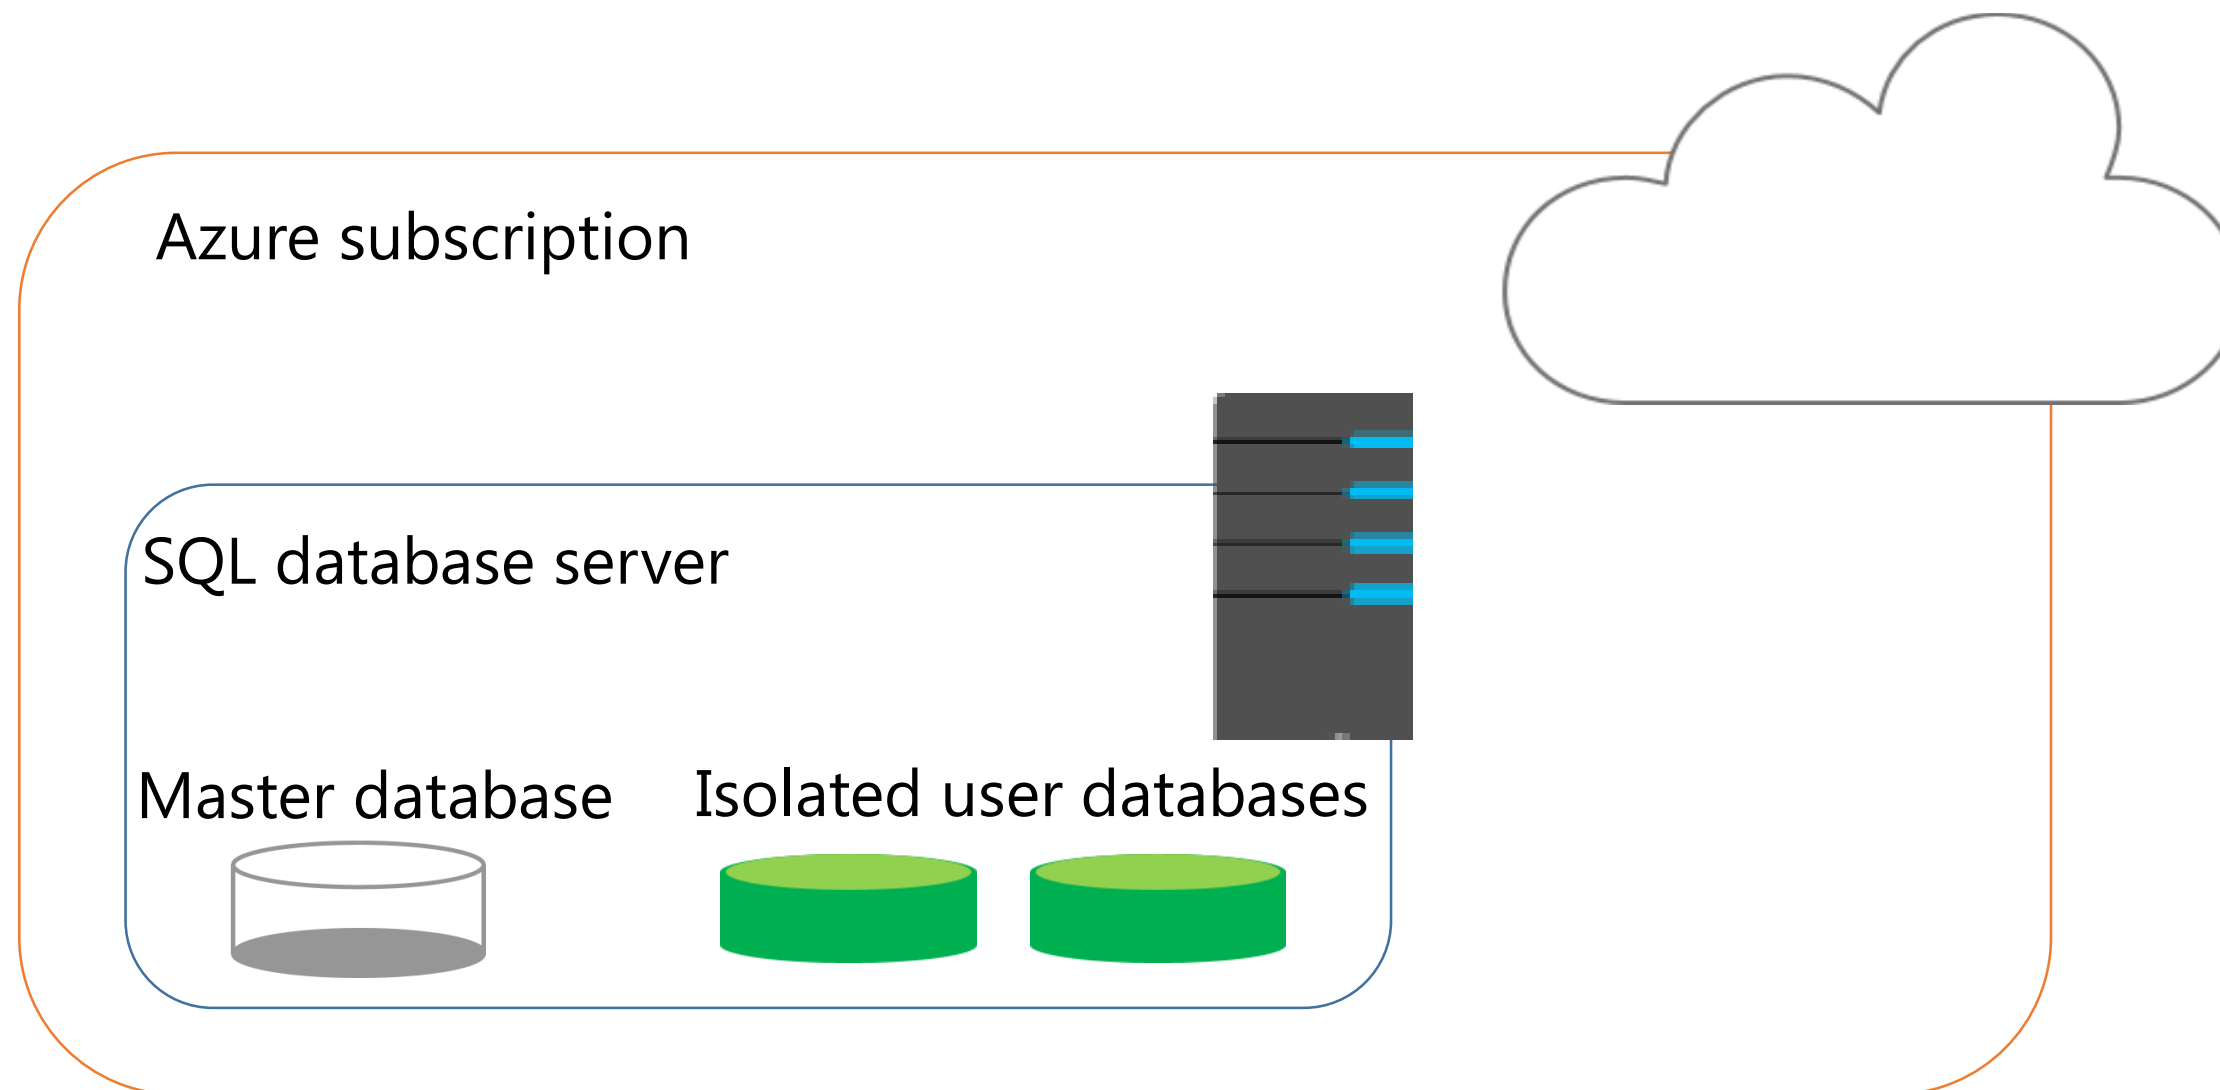 Azure subscription
SQL database server
Master database
Isolated user databases